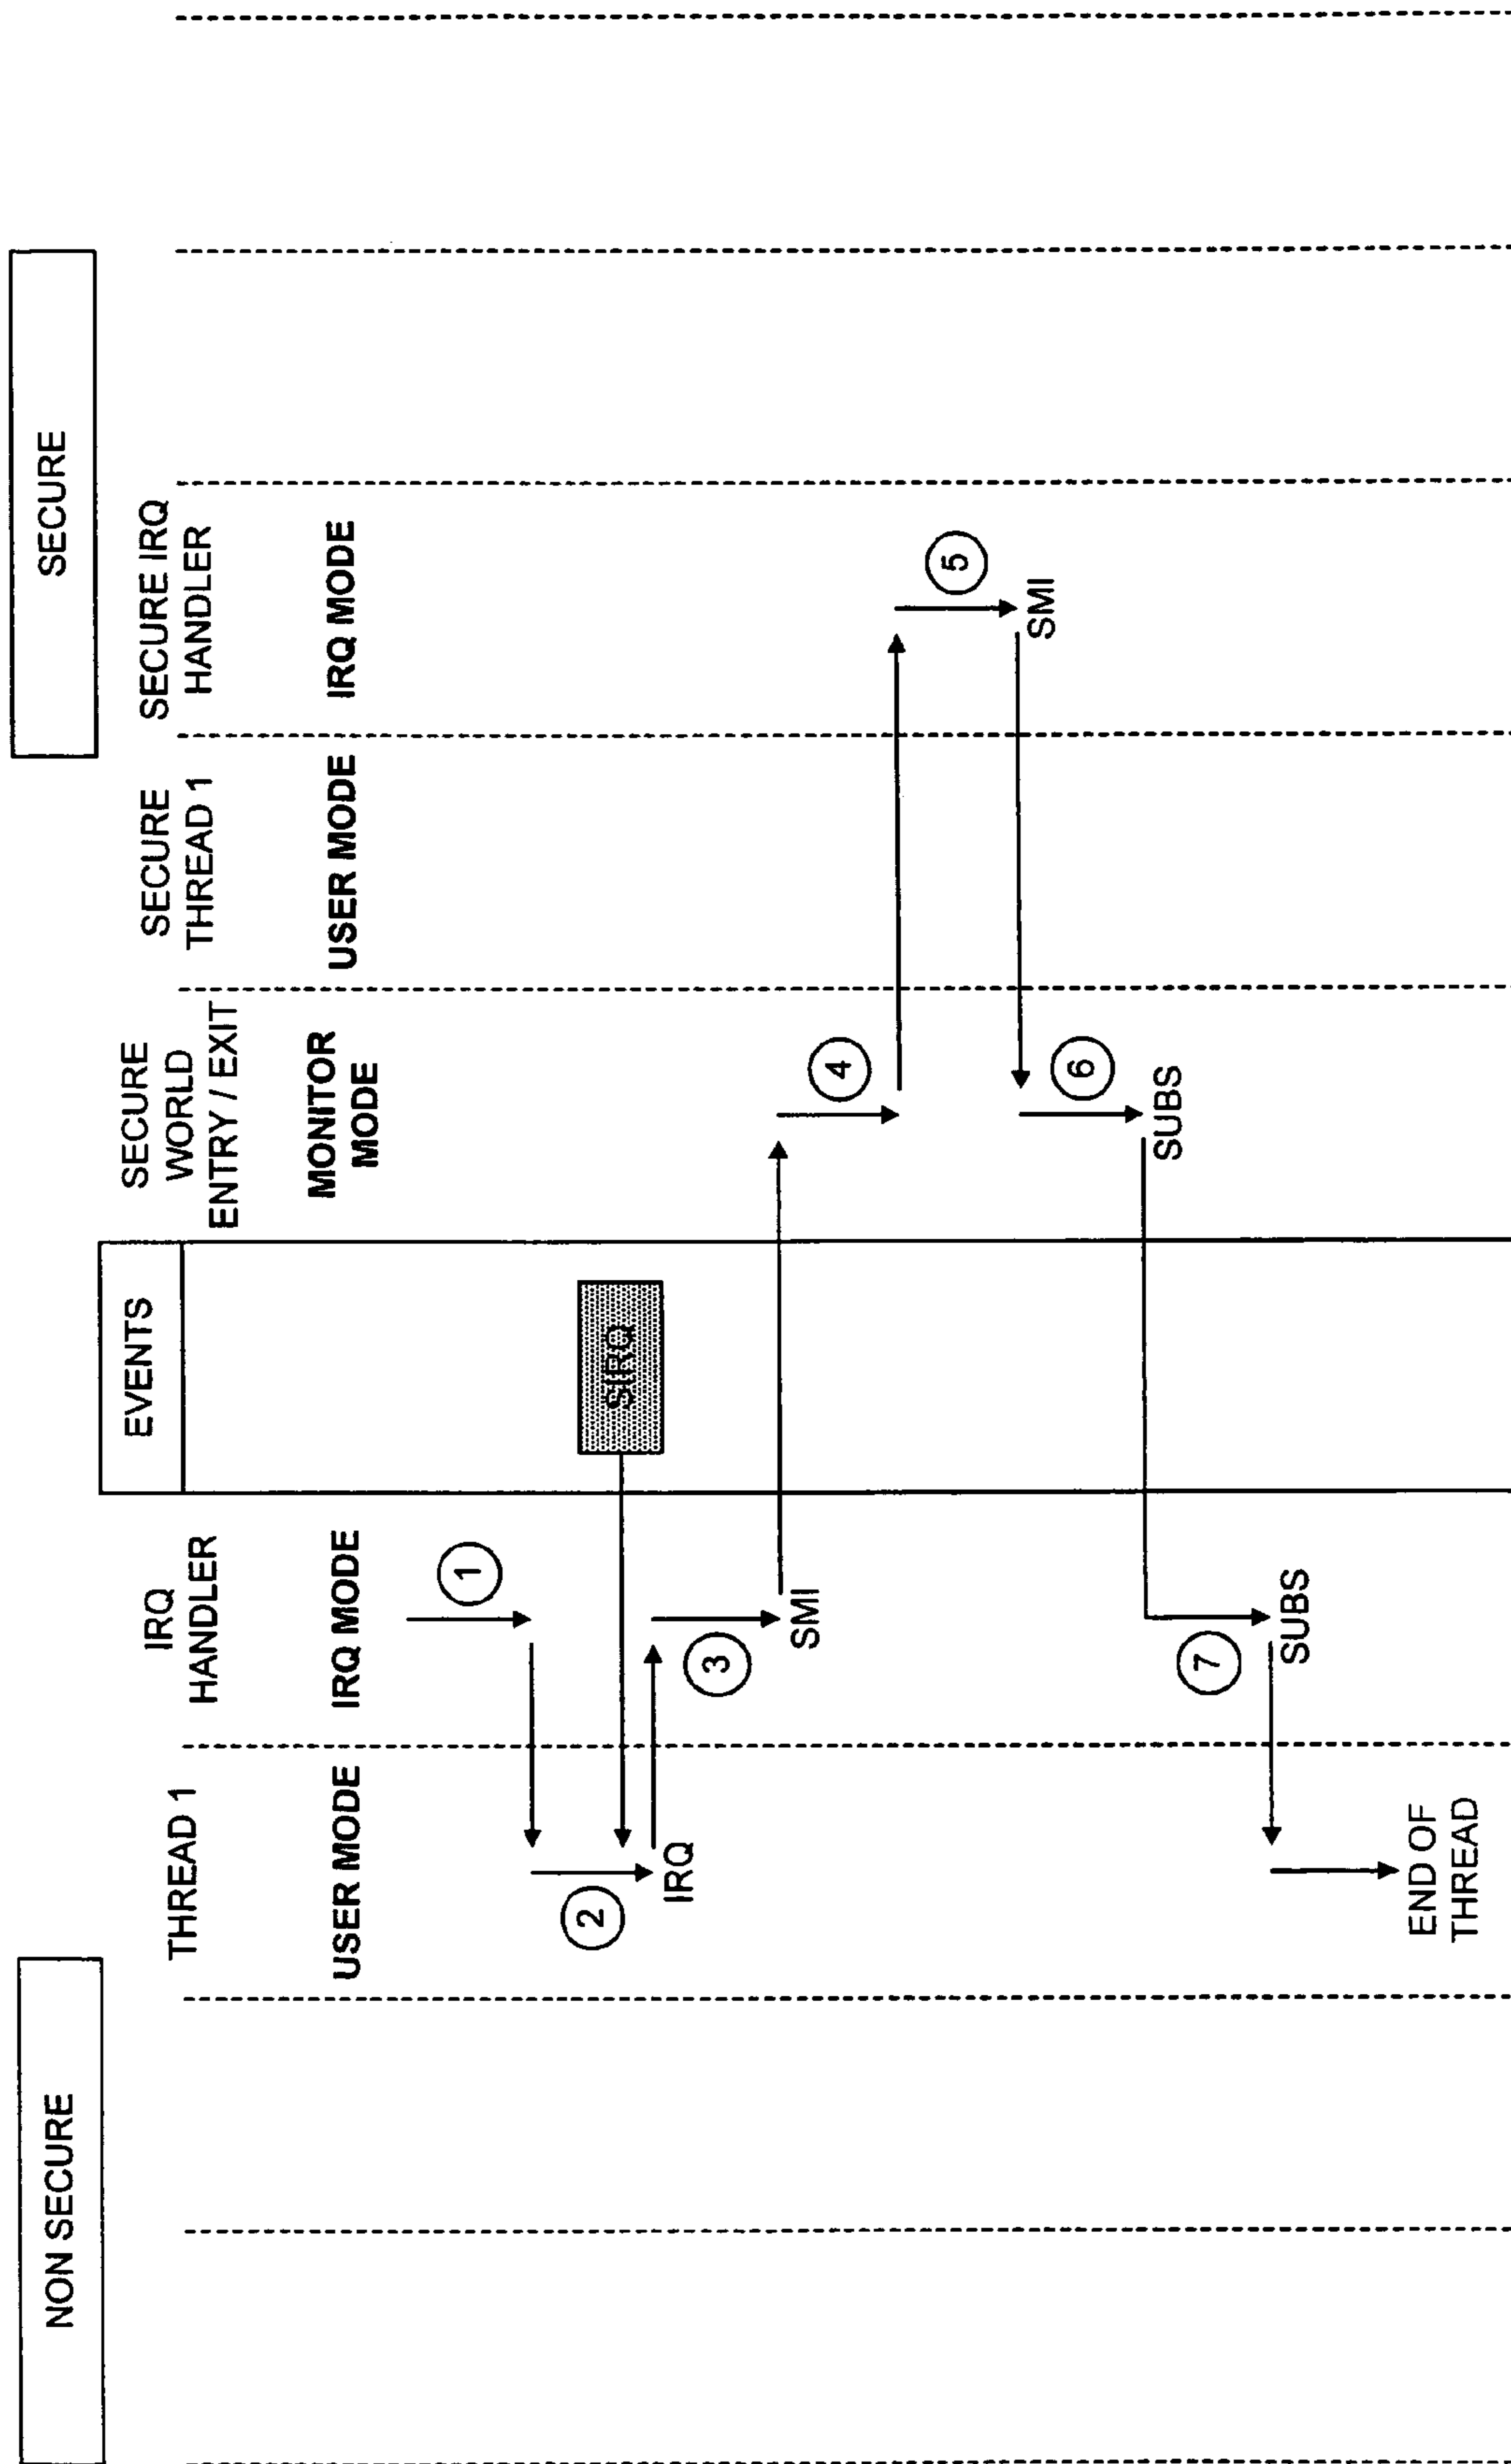 NON SECURE
SECURE
EVENTS
THREAD 1
IRQ
HANDLER
SECURE
WORLD
ENTRY / EXIT
SECURE
THREAD 1
SECURE IRQ
HANDLER
USER MODE
IRQ MODE
MONITOR
MODE
USER MODE
IRQ MODE
1
2
SIRQ
IRQ
3
SMI
4
5
SMI
6
SUBS
7
SUBS
END OF
THREAD